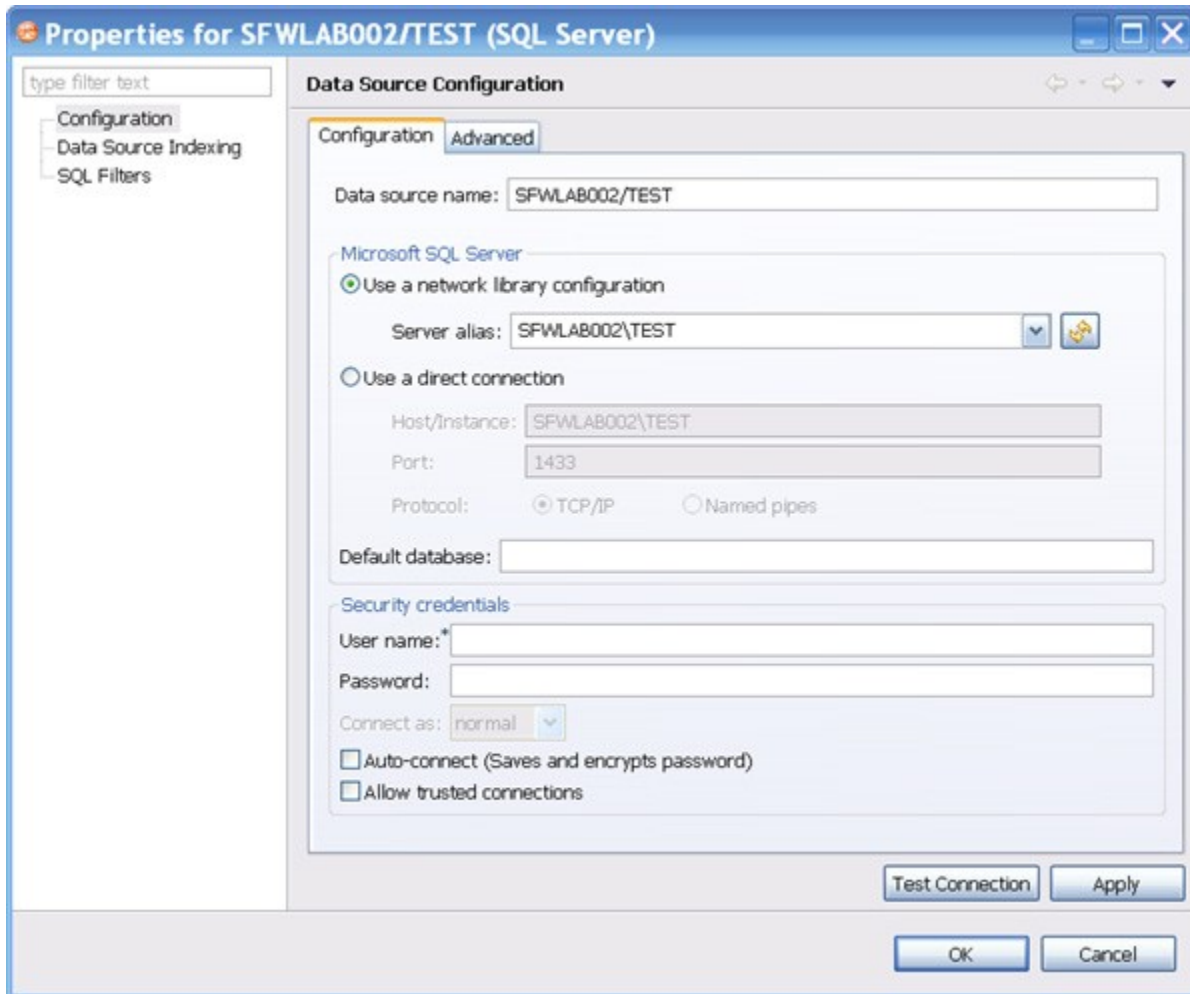 Properties for SFWLAB002/TEST (SQL Server)
type filter text
Configuration
Data Source Indexing
SQL Filters
Data Source Configuration
Configuration Advanced
Data source name: SFWLAB002/TEST
Microsoft SQL Server
Use a network library configuration
Server alias: SFWLAB002\TEST
Use a direct connection
Host/Instance: SFWLAB002\TEST
Port: 1433
Protocol: TCP/IP Named pipes
Default database:
Security credentials
User name:*
Password:
Connect as: normal
Auto-connect (Saves and encrypts password)
Allow trusted connections
Test Connection Apply
OK Cancel